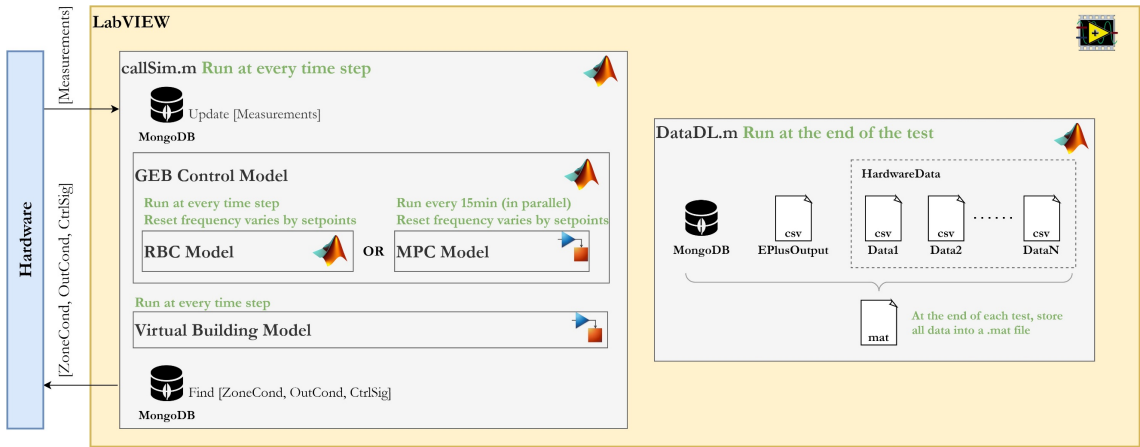 LabVIEW
[Measurements]
Hardware
[ZoneCond, OutCond, CtrlSig]
callSim.m Run at every time step
Update [Measurements]
MongoDB
GEB Control Model
Run at every time step
Reset frequency varies by setpoints
RBC Model
OR
Run every 15min (in parallel)
Reset frequency varies by setpoints
MPC Model
Run at every time step
Virtual Building Model
Find [ZoneCond, OutCond, CtrlSig]
MongoDB
DataDL.m Run at the end of the test
HardwareData
MongoDB
csv
EPlusOutput
csv
Data1
csv
Data2
......
csv
DataN
mat
At the end of each test, store
all data into a .mat file